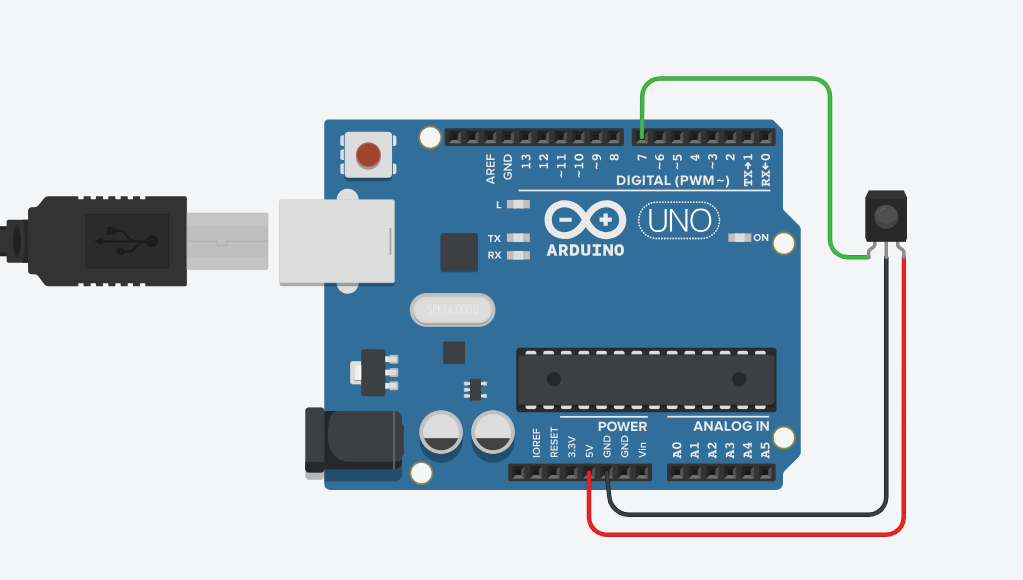 AREF
GND
13
12
~11
~10
~9
8
7
~6
~5
4
~3
2
TX→1
RX←0
DIGITAL (PWM~)
L
TX
RX
ARDUINO
UNO
ON
SPK16.000G
POWER
ANALOG IN
IOREF
RESET
3.3V
5V
GND
GND
Vin
A0
A1
A2
A3
A4
A5